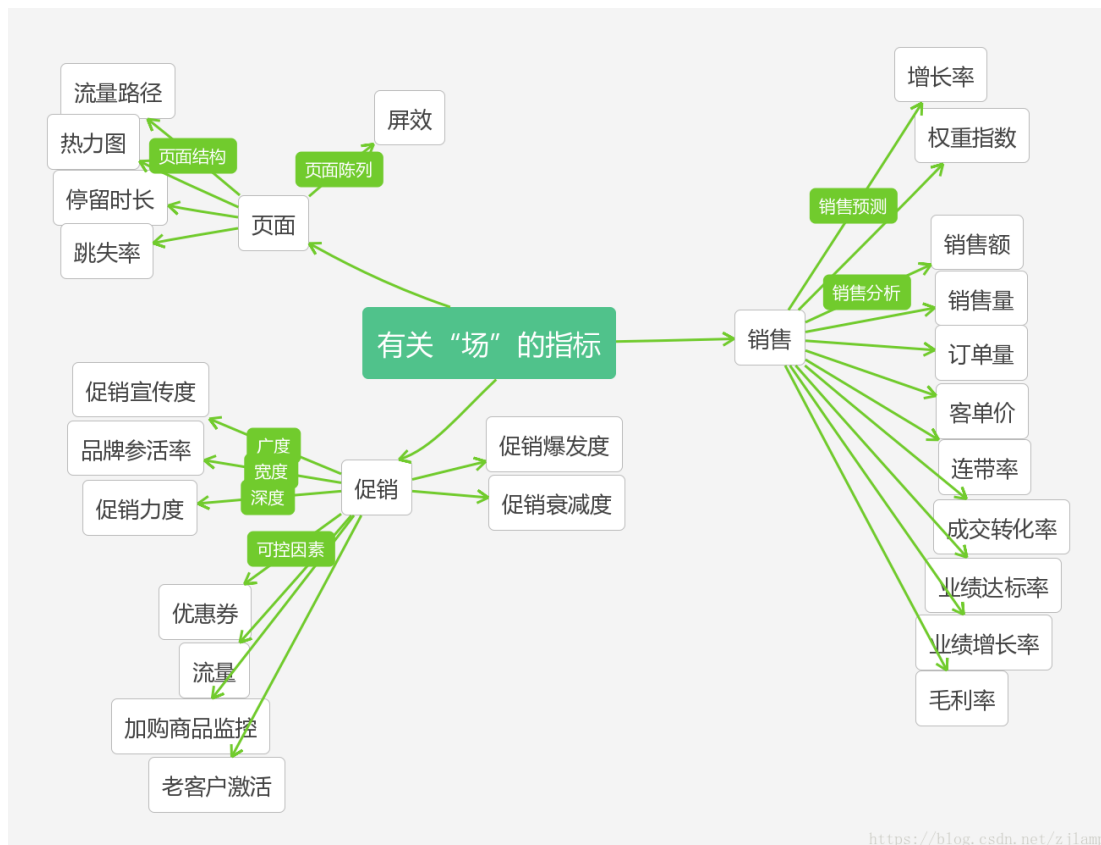 流量路径
热力图
停留时长
跳失率
页面结构
页面陈列
屏效
页面
有关“场”的指标
销售
销售预测
增长率
权重指数
销售分析
销售额
销售量
订单量
客单价
连带率
成交转化率
业绩达标率
业绩增长率
毛利率
促销
促销宣传度
品牌参活率
促销力度
广度
宽度
深度
促销爆发度
促销衰减度
可控因素
优惠券
流量
加购商品监控
老客户激活
https://blog.csdn.net/zjlamp